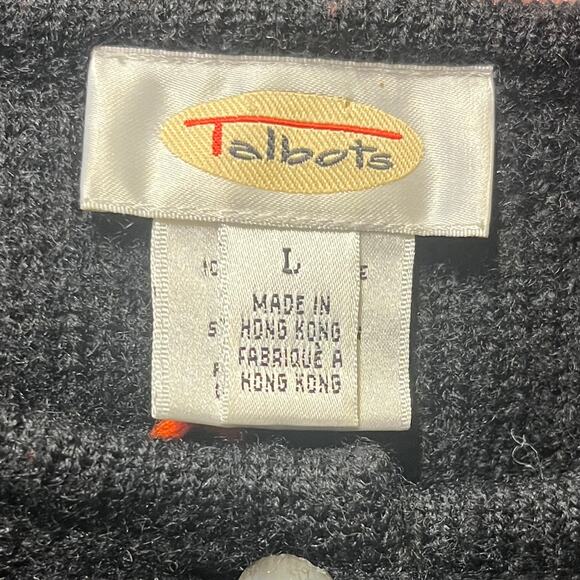 Talbots
L
MADE IN
HONG KONG
FABRIQUÉ A
HONG KONG